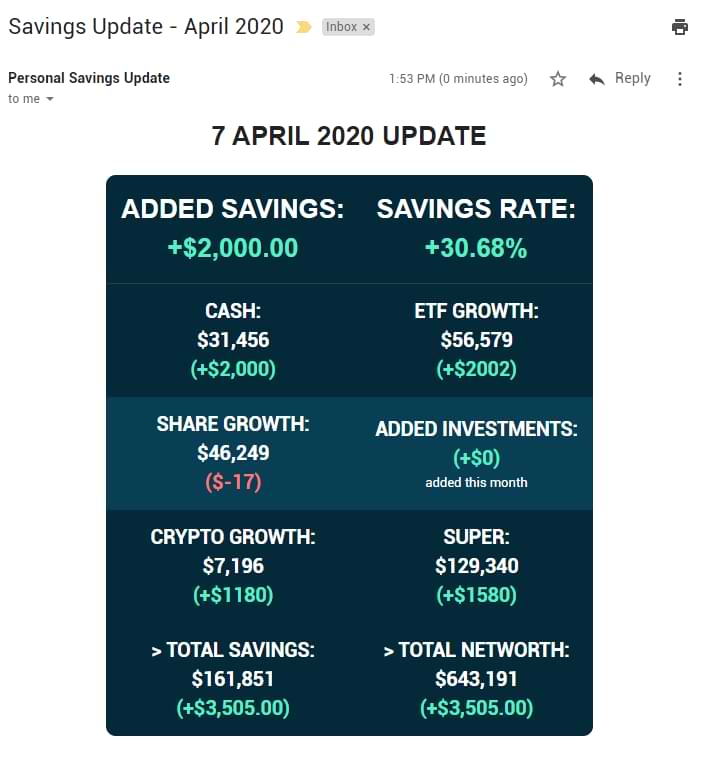 Savings Update - April 2020 Inbox ×
Personal Savings Update 1:53 PM (0 minutes ago) Reply
to me
7 APRIL 2020 UPDATE
ADDED SAVINGS: SAVINGS RATE:
+$2,000.00 +30.68%
CASH: ETF GROWTH:
$31,456 $56,579
(+$2,000) (+$2002)
SHARE GROWTH:
$46,249
($-17)
ADDED INVESTMENTS:
(+$0)
added this month
CRYPTO GROWTH: SUPER:
$7,196 $129,340
(+$1180) (+$1580)
> TOTAL SAVINGS: > TOTAL NETWORTH:
$161,851 $643,191
(+$3,505.00) (+$3,505.00)